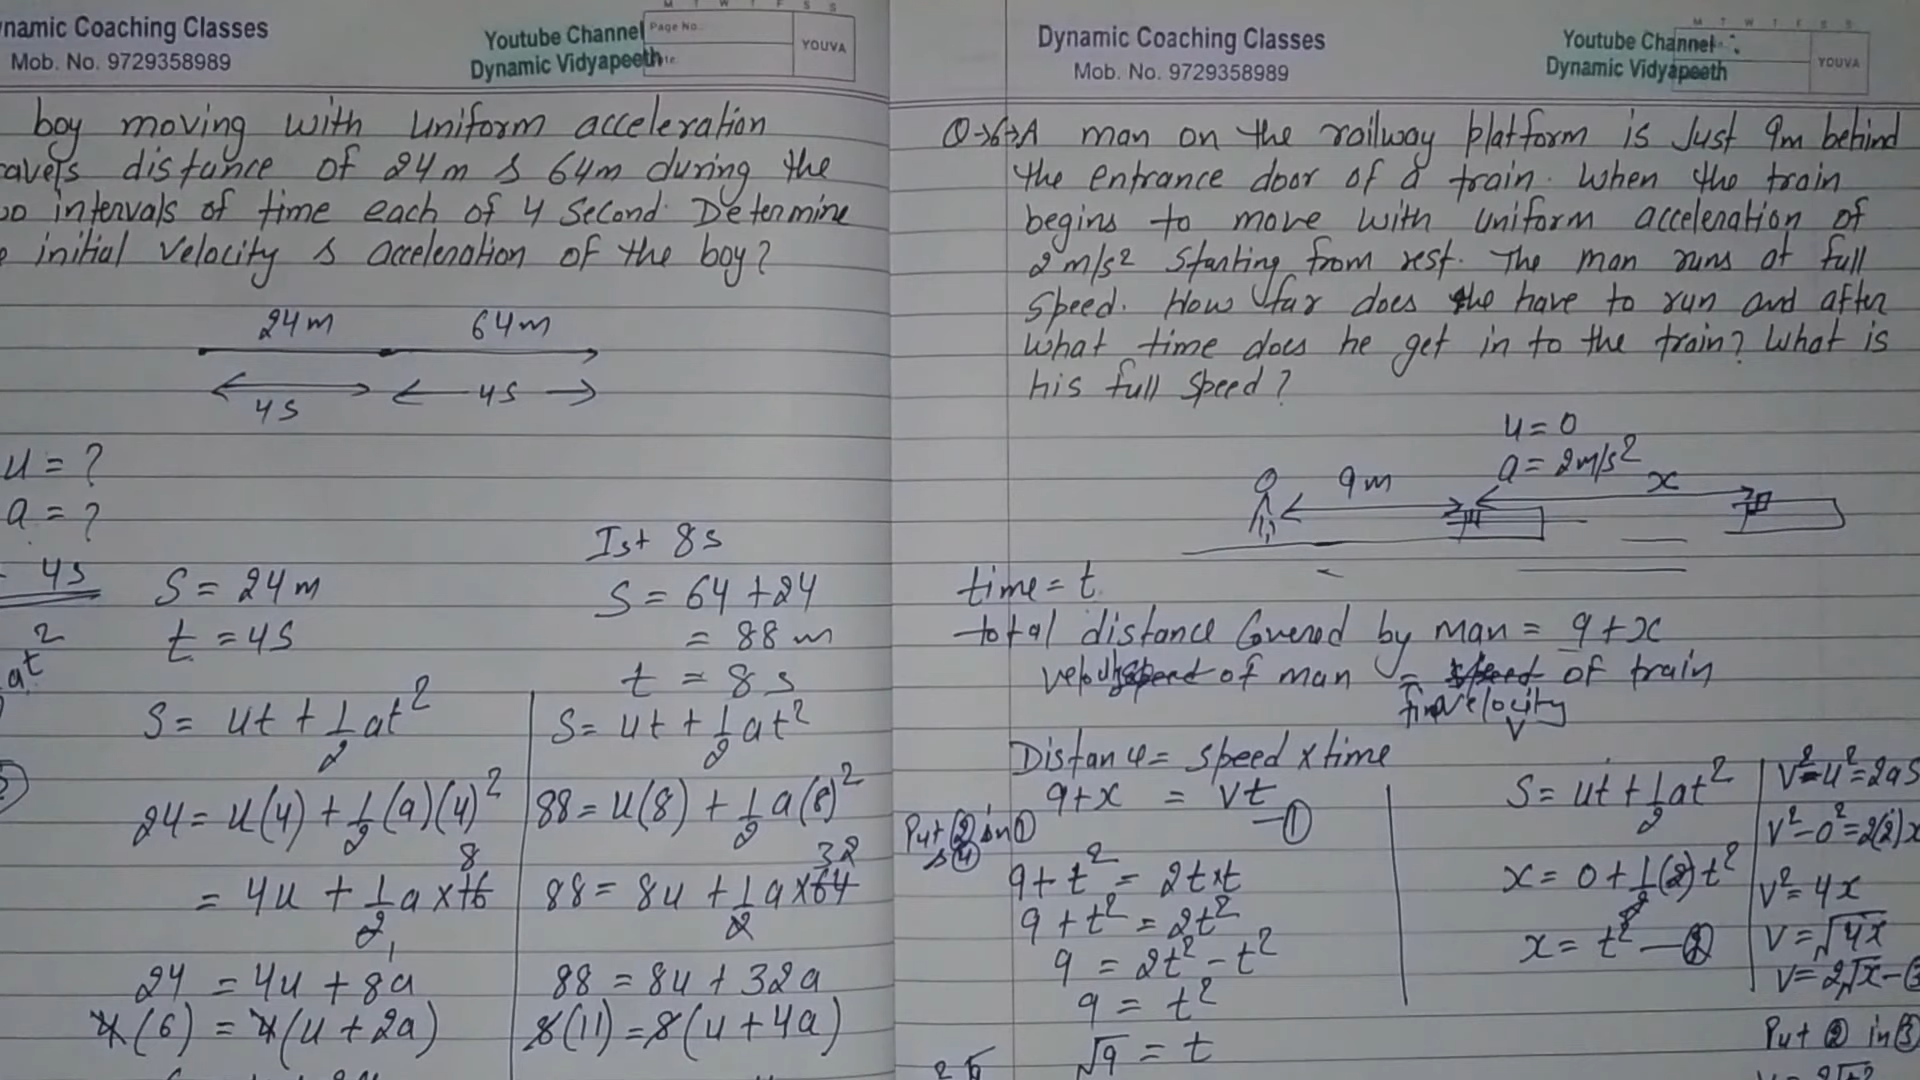 namic Coaching Classes
Mob. No. 9729358989
Youtube Channel
Dynamic Vidyapeeth
Page No.
YOUVA
boy moving with uniform acceleration
avels distance of 24m & 64m during the
intervals of time each of 4 Second. Determine
initial velocity & acceleration of the boy?
24m 64m
4s 4s
u = ?
a = ?
4s
at²
S = 24m
t = 4s
S = ut + 1/2 at²
24 = u(4) + 1/2 (a)(4)²
8
= 4u + 1/2 a × 16
24 = 4u + 8a
4(6) = 4(u + 2a)
Ist 8s
S = 64 + 24
= 88m
t = 8s
S = ut + 1/2 at²
88 = u(8) + 1/2 a(8)²
32
88 = 8u + 1/2 a × 64
88 = 8u + 32a
8(11) = 8(u + 4a)
M T W T F S S
Dynamic Coaching Classes
Mob. No. 9729358989
Youtube Channel
Dynamic Vidyapeeth
YOUVA
Q→6→A man on the railway platform is Just 9m behind
the entrance door of a train. When the train
begins to move with uniform acceleration of
2m/s² Starting from rest. The man runs at full
Speed. How far does he have to run and after
What time does he get in to the train? What is
his full speed?
u = 0
a = 2m/s²
9m x
time = t
total distance Covered by man = 9 + x
of man = of train
velocity
v
Distance = speed × time
9 + x = vt —①
Put ② in ①
& ④
9 + t² = 2t × t
9 + t² = 2t²
9 = 2t² - t²
9 = t²
√9 = t
S = ut + 1/2 at²
x = 0 + 1/2 (2)t²
x = t² —②
v² - u² = 2as
v² - 0² = 2(2)x
v² = 4x
v = √4x
v = 2√x —③
Put ② in ③